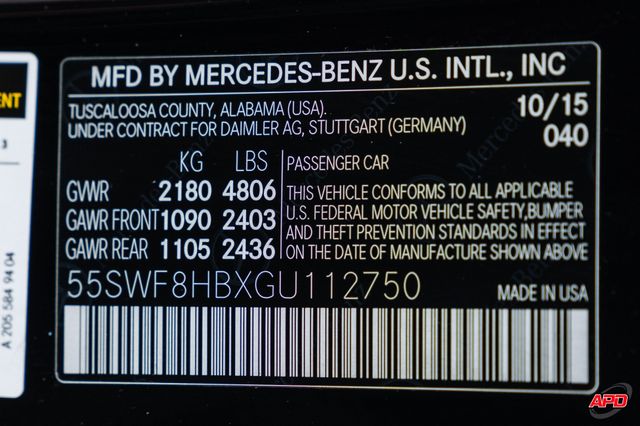 MFD BY MERCEDES-BENZ U.S. INTL., INC
TUSCALOOSA COUNTY, ALABAMA (USA). 10/15
UNDER CONTRACT FOR DAIMLER AG, STUTTGART (GERMANY) 040
KG LBS PASSENGER CAR
GVWR 2180 4806 THIS VEHICLE CONFORMS TO ALL APPLICABLE
GAWR FRONT 1090 2403 U.S. FEDERAL MOTOR VEHICLE SAFETY, BUMPER
AND THEFT PREVENTION STANDARDS IN EFFECT
GAWR REAR 1105 2436 ON THE DATE OF MANUFACTURE SHOWN ABOVE
55SWF8HBXGU112750 MADE IN USA
A 205 584 94 04
3
APD